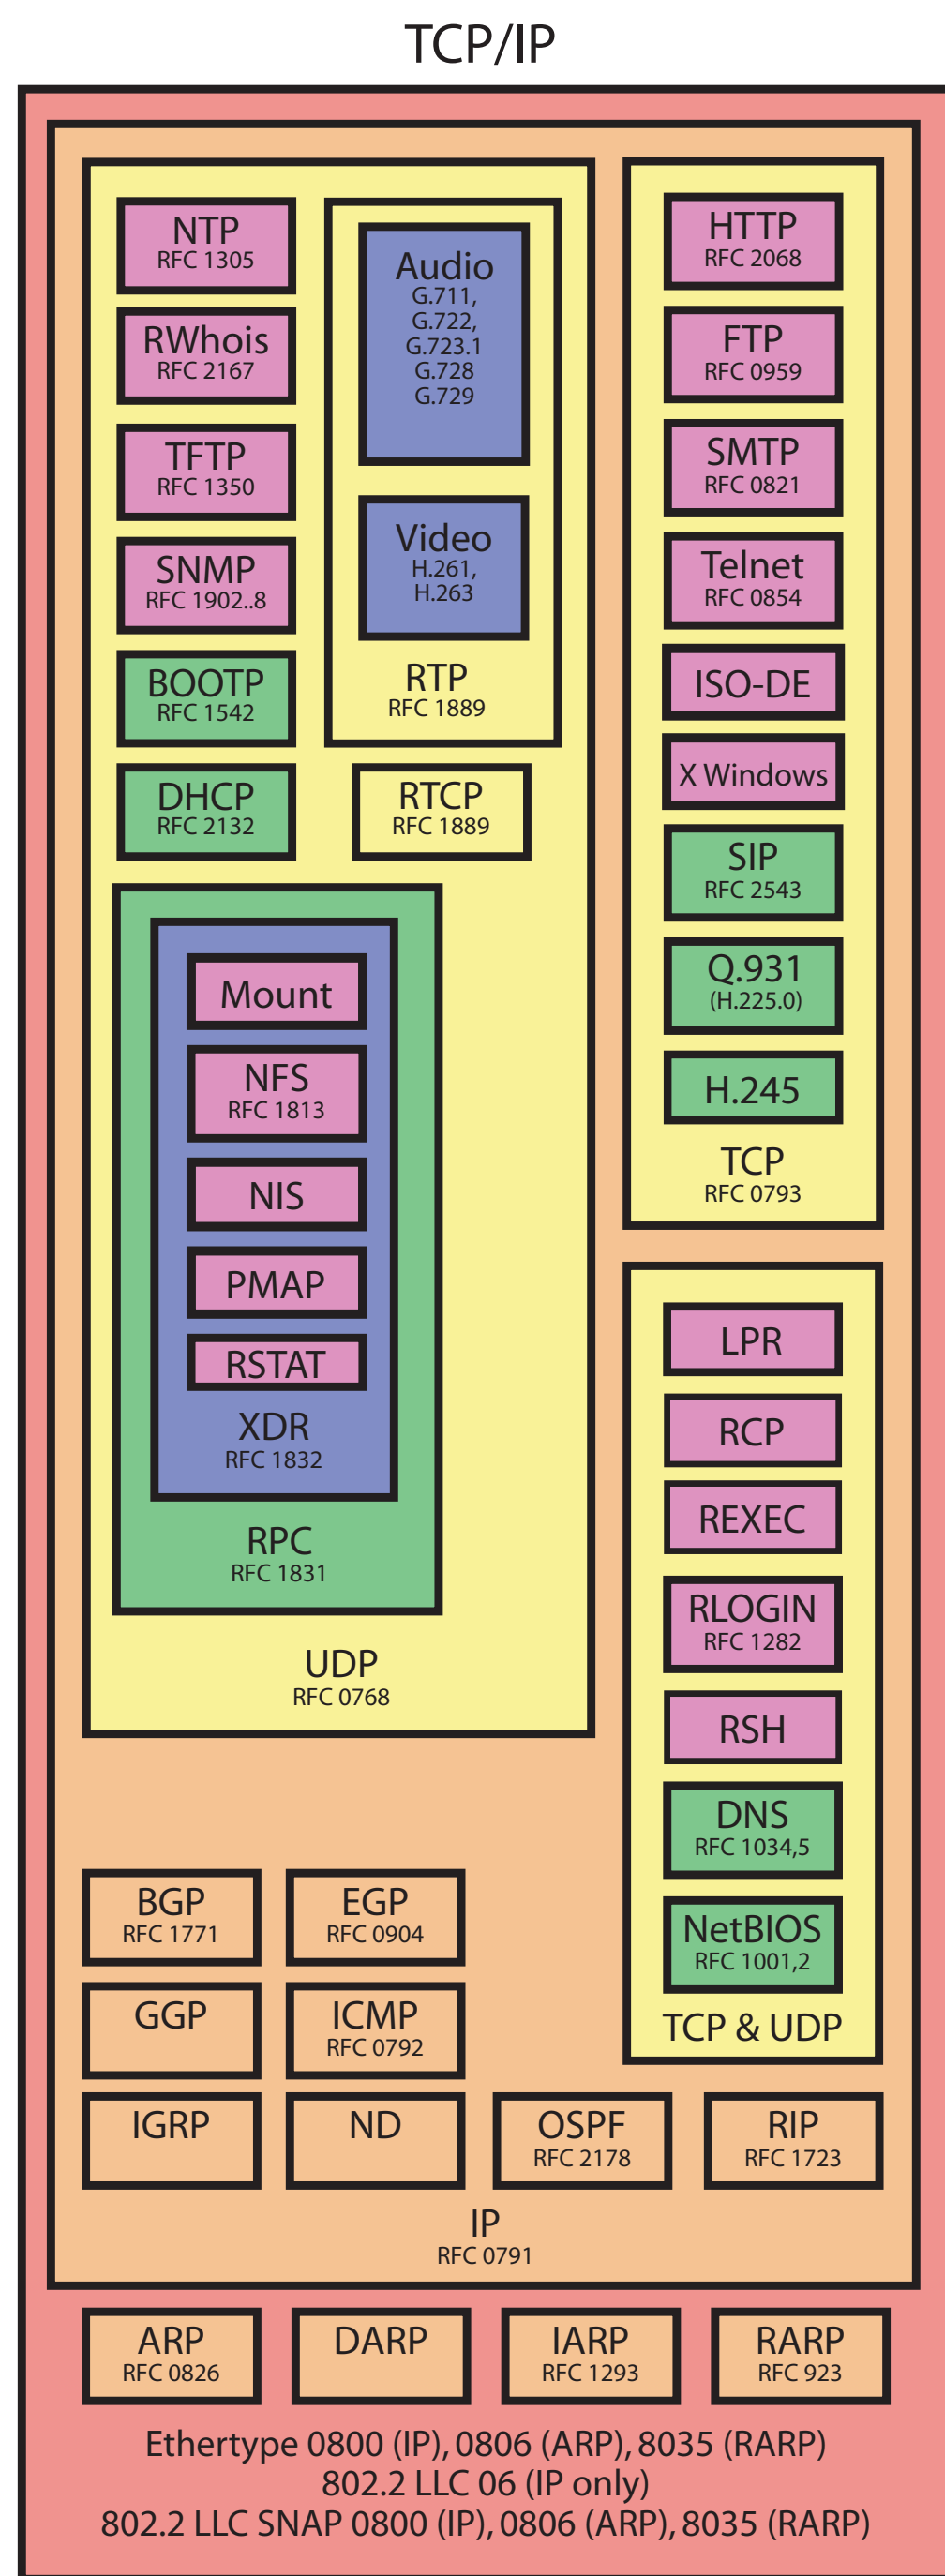 TCP/IP
NTP
RFC 1305
RWhois
RFC 2167
TFTP
RFC 1350
SNMP
RFC 1902..8
BOOTP
RFC 1542
DHCP
RFC 2132
Audio
G.711,
G.722,
G.723.1
G.728
G.729
Video
H.261,
H.263
RTP
RFC 1889
RTCP
RFC 1889
Mount
NFS
RFC 1813
NIS
PMAP
RSTAT
XDR
RFC 1832
RPC
RFC 1831
UDP
RFC 0768
HTTP
RFC 2068
FTP
RFC 0959
SMTP
RFC 0821
Telnet
RFC 0854
ISO-DE
X Windows
SIP
RFC 2543
Q.931
(H.225.0)
H.245
TCP
RFC 0793
LPR
RCP
REXEC
RLOGIN
RFC 1282
RSH
DNS
RFC 1034,5
NetBIOS
RFC 1001,2
TCP & UDP
BGP
RFC 1771
EGP
RFC 0904
GGP
ICMP
RFC 0792
IGRP
ND
OSPF
RFC 2178
RIP
RFC 1723
IP
RFC 0791
ARP
RFC 0826
DARP
IARP
RFC 1293
RARP
RFC 923
Ethertype 0800 (IP), 0806 (ARP), 8035 (RARP)
802.2 LLC 06 (IP only)
802.2 LLC SNAP 0800 (IP), 0806 (ARP), 8035 (RARP)